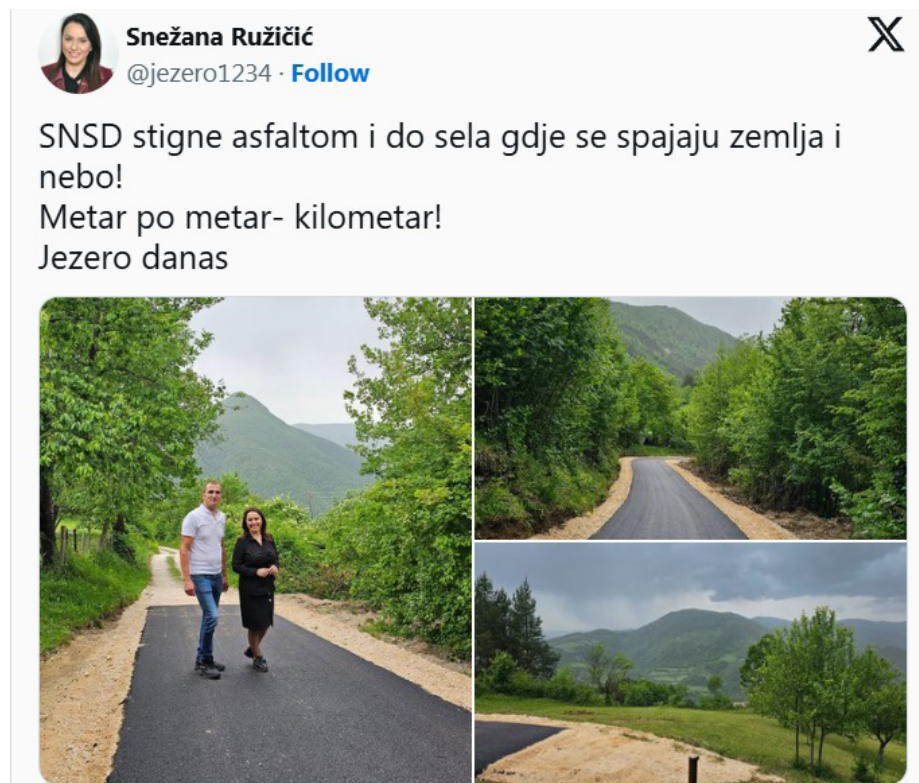 Snežana Ružičić
@jezero1234 · Follow
SNSD stigne asfaltom i do sela gdje se spajaju zemlja i
nebo!
Metar po metar- kilometar!
Jezero danas